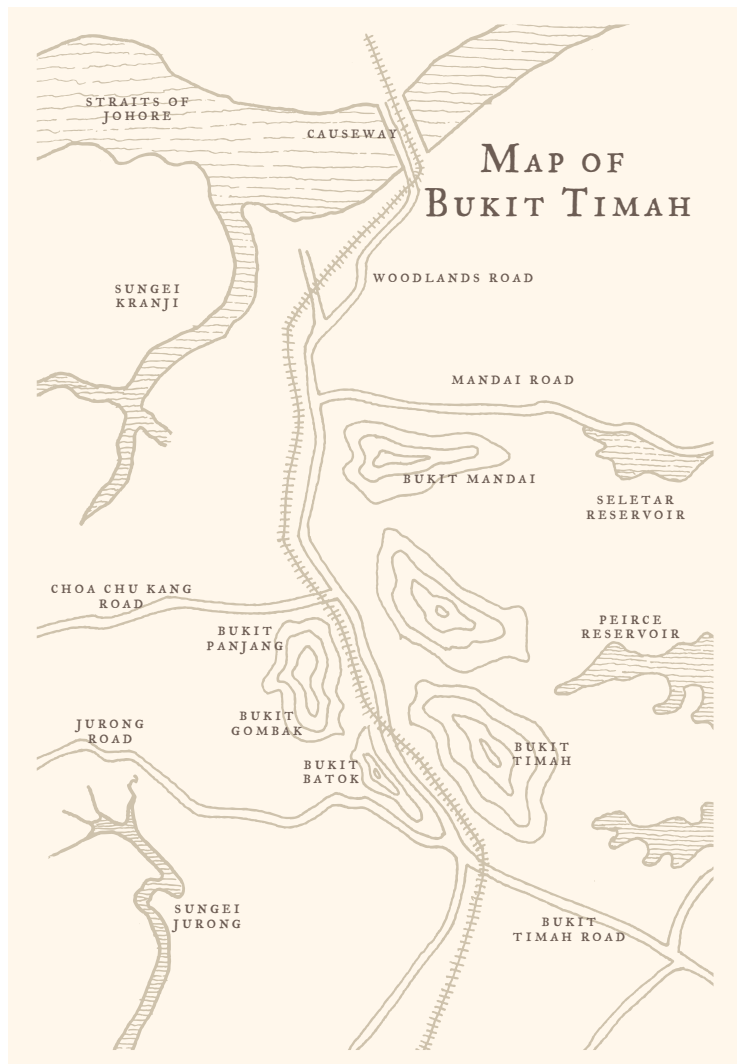 STRAITS OF
JOHORE
CAUSEWAY
MAP OF
BUKIT TIMAH
WOODLANDS ROAD
SUNGEI
KRANJI
MANDAI ROAD
BUKIT MANDAI
SELETAR
RESERVOIR
CHOA CHU KANG
ROAD
BUKIT
PANJANG
PEIRCE
RESERVOIR
BUKIT
GOMBAK
JURONG
ROAD
BUKIT
TIMAH
BUKIT
BATOK
SUNGEI
JURONG
BUKIT
TIMAH ROAD